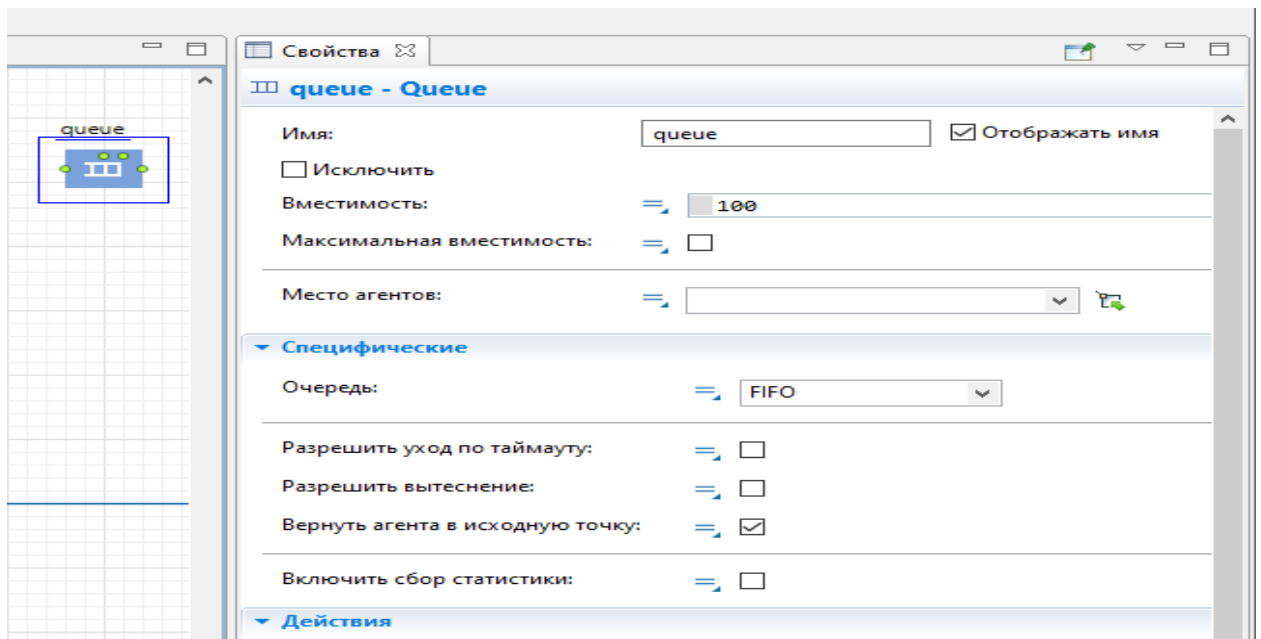 Свойства
queue - Queue
queue
Имя:
queue
Отображать имя
Исключить
Вместимость:
100
Максимальная вместимость:
Место агентов:
Специфические
Очередь:
FIFO
Разрешить уход по таймауту:
Разрешить вытеснение:
Вернуть агента в исходную точку:
Включить сбор статистики:
Действия